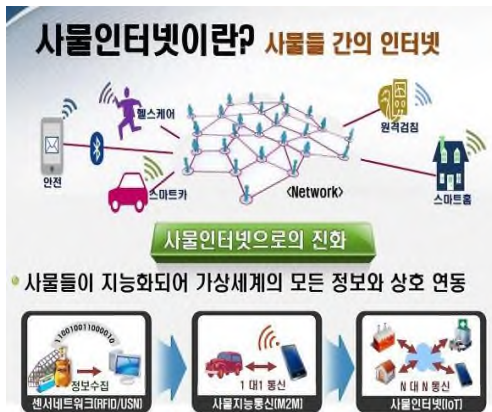 사물인터넷이란? 사물들 간의 인터넷
헬스케어
원격검침
안전
스마트카
<Network>
스마트홈
사물인터넷으로의 진화
사물들이 지능화되어 가상세계의 모든 정보와 상호 연동
11001001100010
정보수집
1 대1 통신
N 대 N 통신
센서네트워크(RFID/USN)
사물지능통신(M2M)
사물인터넷(IoT)